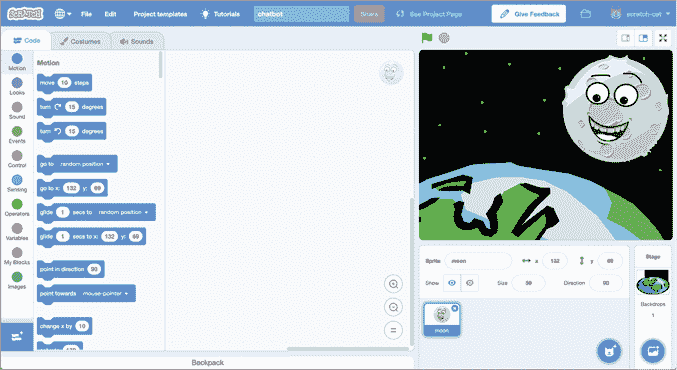 SCRATCH File Edit Project templates Tutorials chatbot Share See Project Page Give Feedback scratch-cat
Code Costumes Sounds
Motion
Looks
Sound
Events
Control
Sensing
Operators
Variables
My Blocks
Images
Motion
move 10 steps
turn 15 degrees
turn 15 degrees
go to random position
go to x: 132 y: 69
glide 1 secs to random position
glide 1 secs to x: 132 y: 69
point in direction 90
point towards mouse-pointer
change x by 10
Backpack
Sprite moon x 132 y 69
Show Size Direction 90
moon
Stage
Backdrops
1